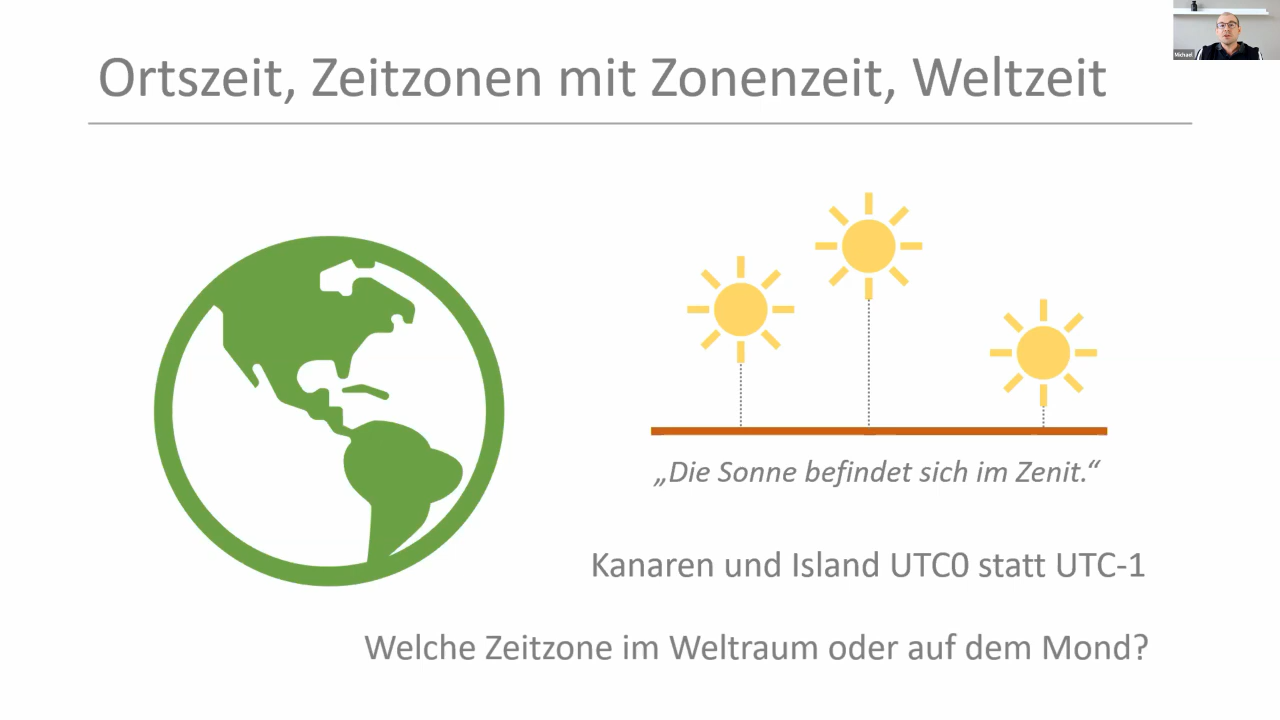 Ortszeit, Zeitzonen mit Zonenzeit, Weltzeit
Michael
„Die Sonne befindet sich im Zenit.“
Kanaren und Island UTC0 statt UTC-1
Welche Zeitzone im Weltraum oder auf dem Mond?